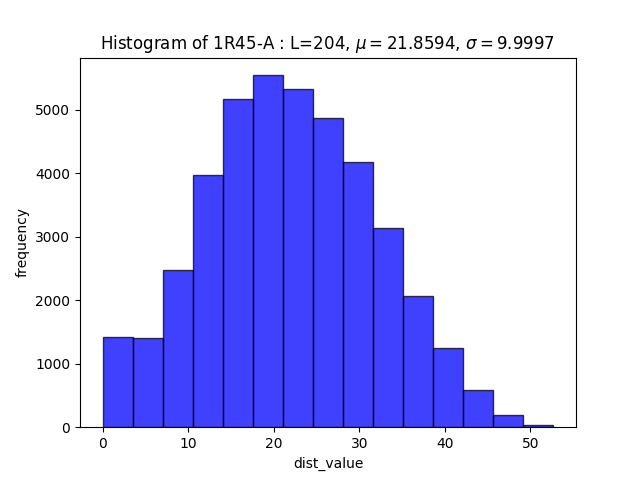 Histogram of 1R45-A : L=204, μ = 21.8594, σ = 9.9997
frequency
5000
4000
3000
2000
1000
0
0 10 20 30 40 50
dist_value